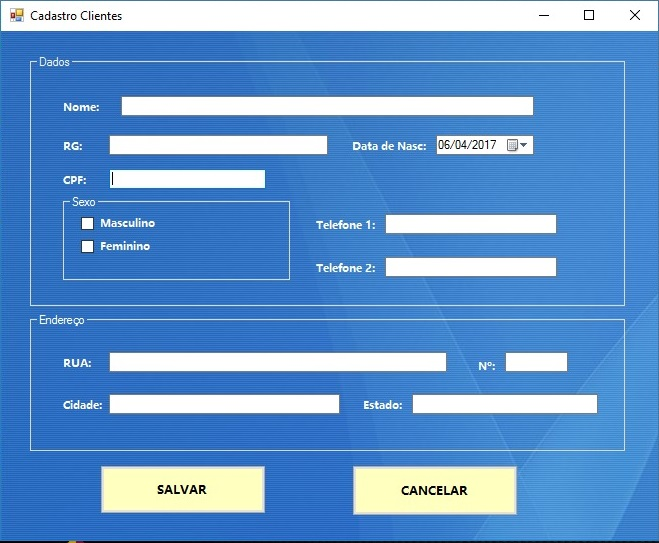 Cadastro Clientes
Dados
Nome:
RG: Data de Nasc: 06/04/2017
CPF:
Sexo
Masculino
Feminino
Telefone 1:
Telefone 2:
Endereço
RUA: Nº:
Cidade: Estado:
SALVAR CANCELAR